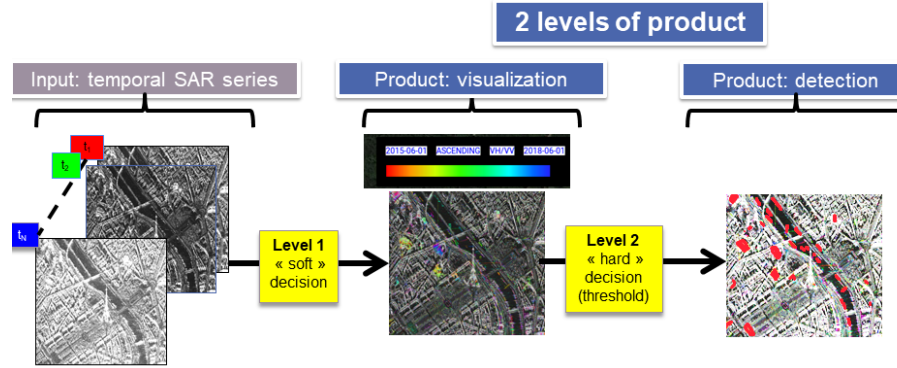 2 levels of product
Input: temporal SAR series
Product: visualization
Product: detection
2015-06-01 ASCENDING VH/VV 2018-06-01
t1
t2
tN
Level 1
« soft »
decision
Level 2
« hard »
decision
(threshold)